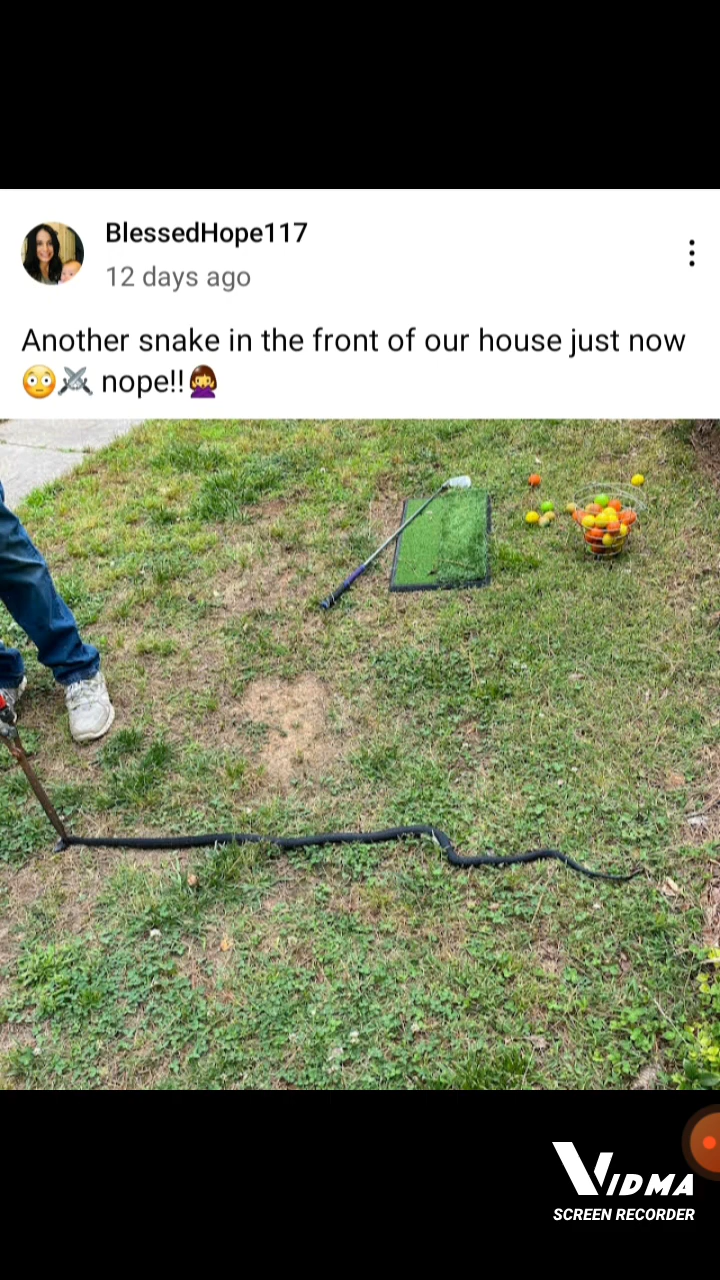 BlessedHope117
12 days ago
Another snake in the front of our house just now
😳⚔️ nope!!🤦‍♀️
VIDMA
SCREEN RECORDER